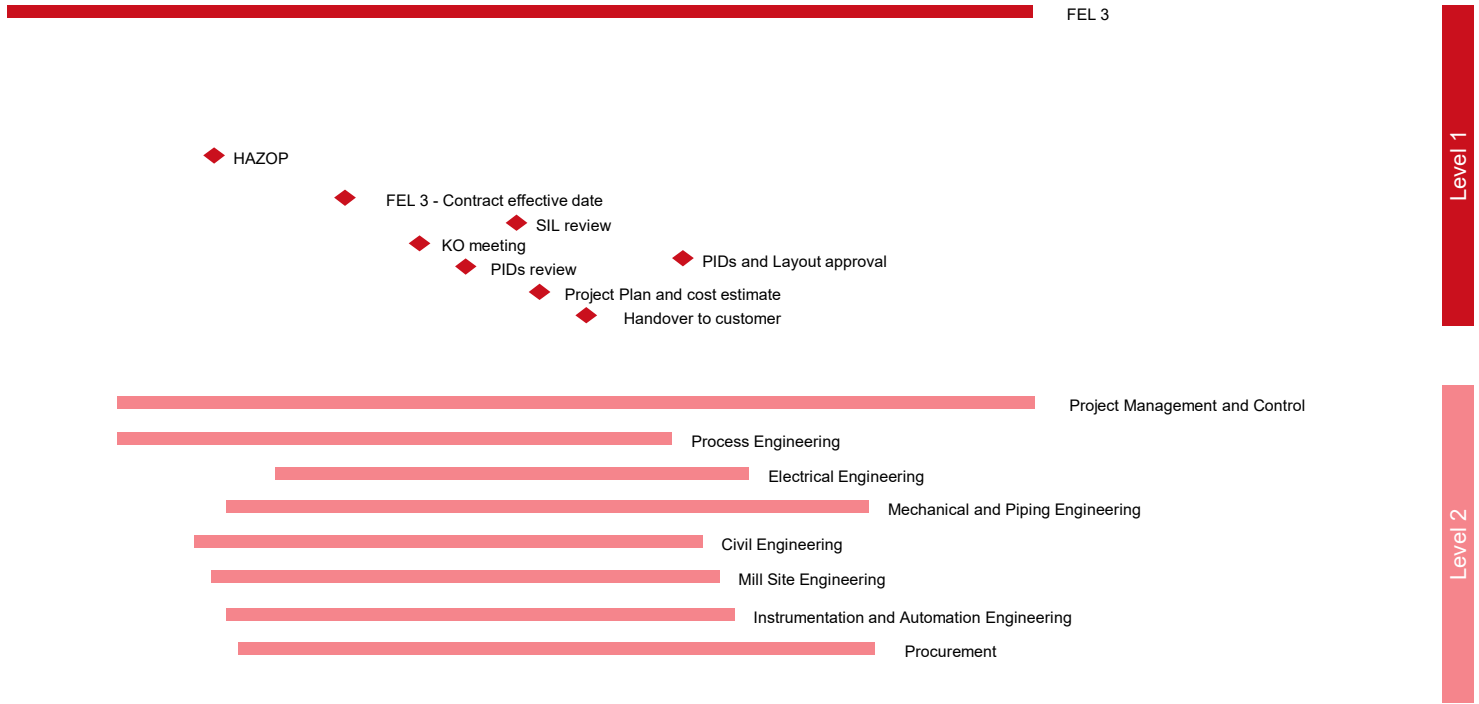 FEL 3
Level 1
HAZOP
FEL 3 - Contract effective date
SIL review
KO meeting
PIDs and Layout approval
PIDs review
Project Plan and cost estimate
Handover to customer
Project Management and Control
Process Engineering
Electrical Engineering
Mechanical and Piping Engineering
Level 2
Civil Engineering
Mill Site Engineering
Instrumentation and Automation Engineering
Procurement